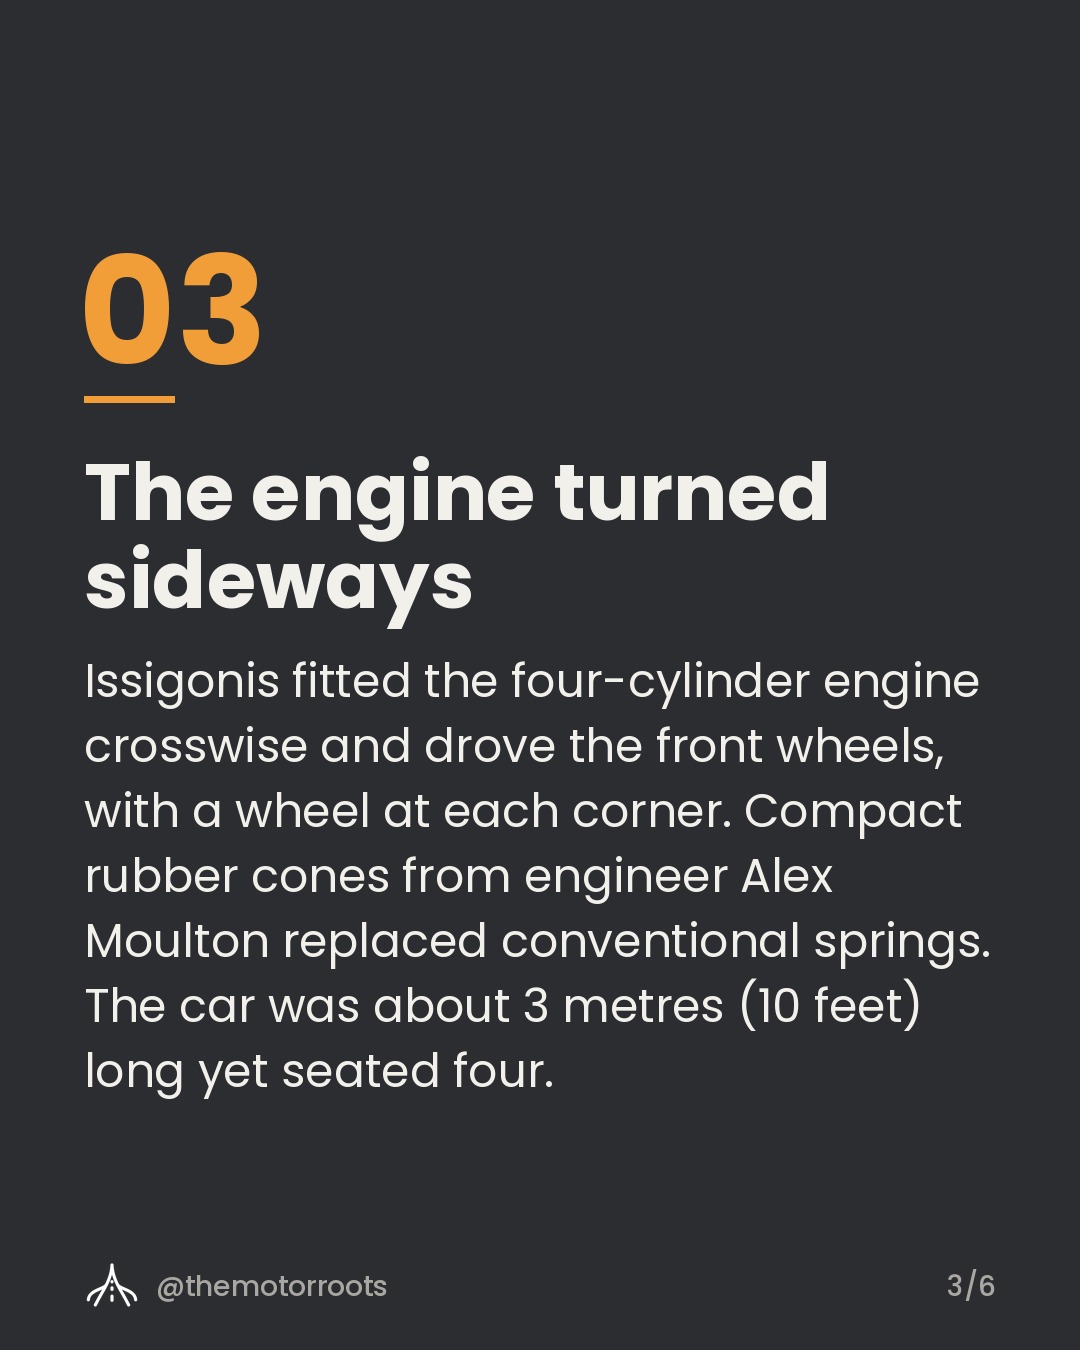 03
The engine turned
sideways
Issigonis fitted the four-cylinder engine
crosswise and drove the front wheels,
with a wheel at each corner. Compact
rubber cones from engineer Alex
Moulton replaced conventional springs.
The car was about 3 metres (10 feet)
long yet seated four.
@themotorroots
3/6